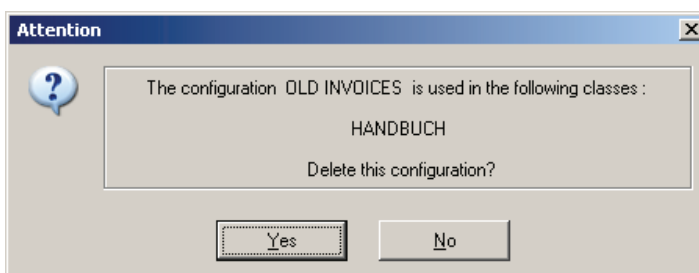 Attention
The configuration OLD INVOICES is used in the following classes :
HANDBUCH
Delete this configuration?
Yes
No